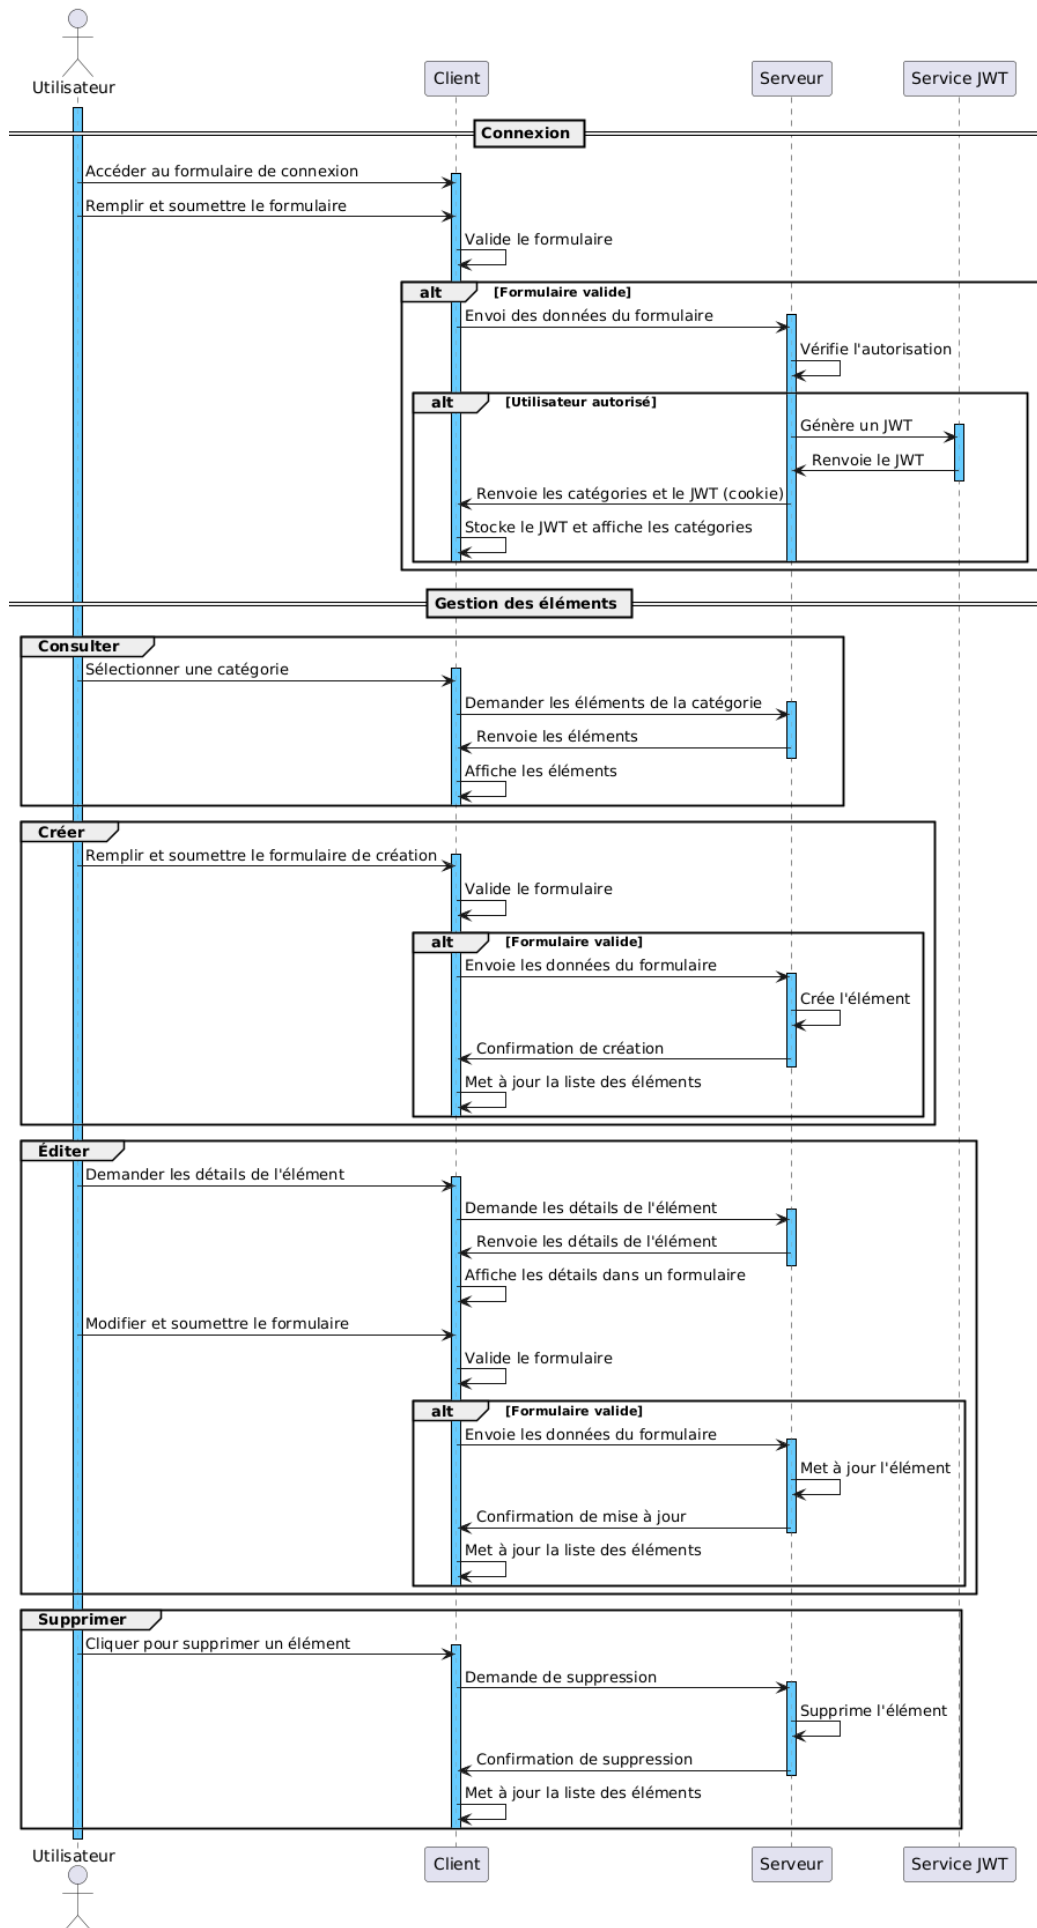 Utilisateur
Client
Serveur
Service JWT
Connexion
Accéder au formulaire de connexion
Remplir et soumettre le formulaire
Valide le formulaire
alt [Formulaire valide]
Envoi des données du formulaire
Vérifie l'autorisation
alt [Utilisateur autorisé]
Génère un JWT
Renvoie le JWT
Renvoie les catégories et le JWT (cookie)
Stocke le JWT et affiche les catégories
Gestion des éléments
Consulter
Sélectionner une catégorie
Demander les éléments de la catégorie
Renvoie les éléments
Affiche les éléments
Créer
Remplir et soumettre le formulaire de création
Valide le formulaire
alt [Formulaire valide]
Envoie les données du formulaire
Crée l'élément
Confirmation de création
Met à jour la liste des éléments
Éditer
Demander les détails de l'élément
Demande les détails de l'élément
Renvoie les détails de l'élément
Affiche les détails dans un formulaire
Modifier et soumettre le formulaire
Valide le formulaire
alt [Formulaire valide]
Envoie les données du formulaire
Met à jour l'élément
Confirmation de mise à jour
Met à jour la liste des éléments
Supprimer
Cliquer pour supprimer un élément
Demande de suppression
Supprime l'élément
Confirmation de suppression
Met à jour la liste des éléments
Utilisateur
Client
Serveur
Service JWT